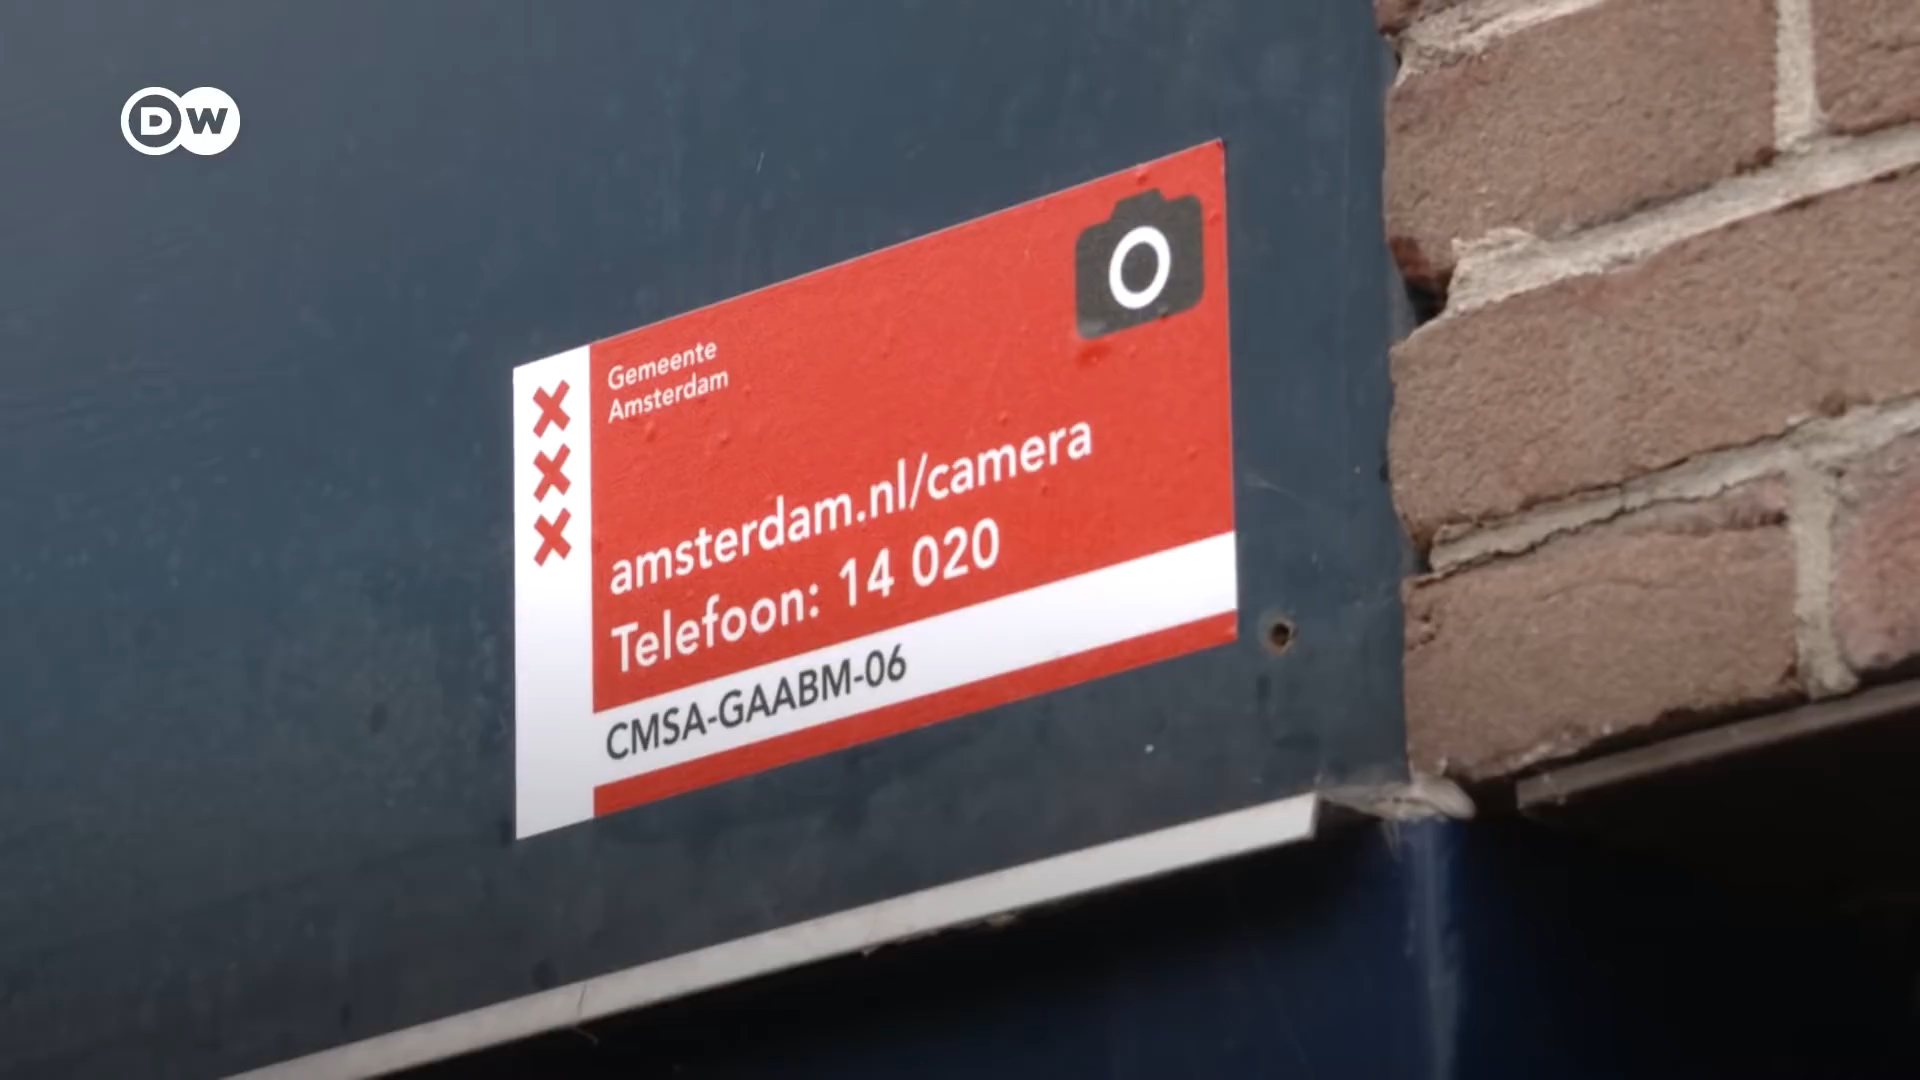 DW
Gemeente
Amsterdam
amsterdam.nl/camera
Telefoon: 14 020
CMSA-GAABM-06